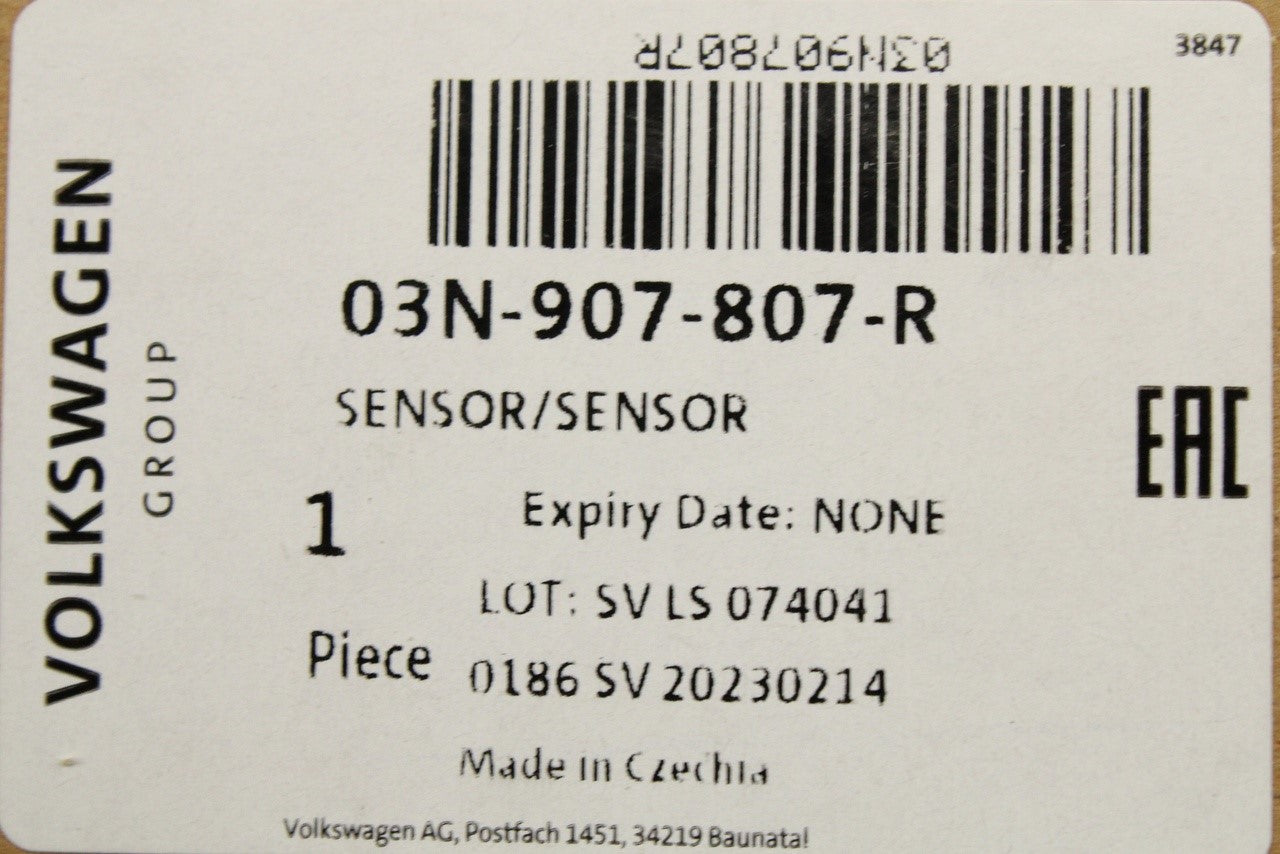 03N907807R
3847
VOLKSWAGEN
GROUP
03N-907-807-R
SENSOR/SENSOR
EAC
1
Expiry Date: NONE
LOT: SV LS 074041
Piece
0186 SV 20230214
Made in Czechia
Volkswagen AG, Postfach 1451, 34219 Baunatal